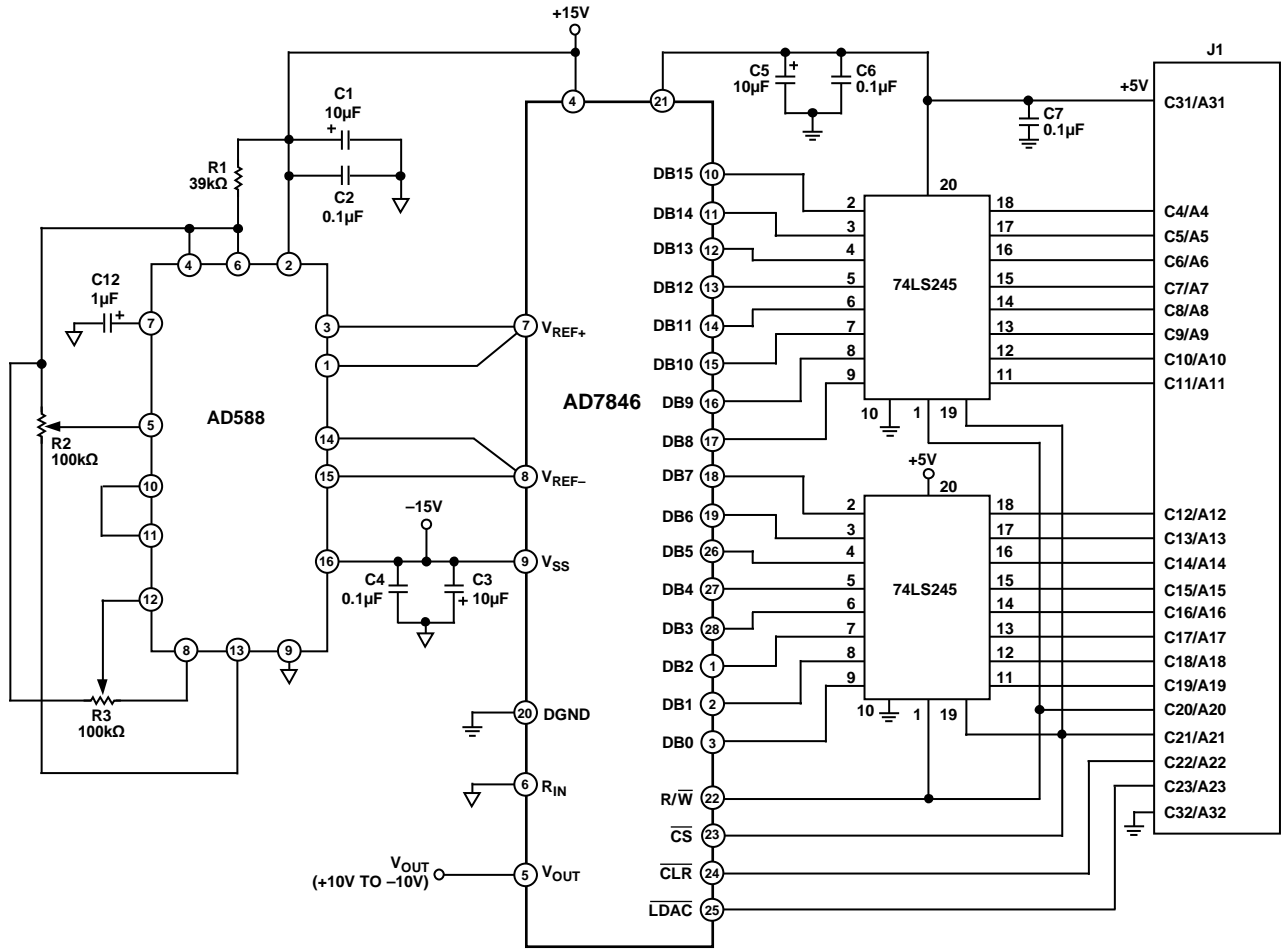 +15V
C1
10µF
+
C2
0.1µF
R1
39kΩ
4
6
2
C12
1µF
+
7
3
1
AD588
5
R2
100kΩ
14
15
10
11
12
16
8
13
9
R3
100kΩ
–15V
C4
0.1µF
C3
+ 10µF
4
21
7 VREF+
8 VREF–
9 VSS
AD7846
20 DGND
6 RIN
VOUT
(+10V TO –10V)
5 VOUT
DB15 10
DB14 11
DB13 12
DB12 13
DB11 14
DB10 15
DB9 16
DB8 17
DB7 18
DB6 19
DB5 26
DB4 27
DB3 28
DB2 1
DB1 2
DB0 3
R/W̅ 22
C̅S̅ 23
C̅L̅R̅ 24
L̅D̅A̅C̅ 25
C5
10µF
+
C6
0.1µF
+5V
C7
0.1µF
20
2
3
4
5
6
7
8
9
74LS245
18
17
16
15
14
13
12
11
10
1
19
+5V
20
2
3
4
5
6
7
8
9
74LS245
18
17
16
15
14
13
12
11
10
1
19
J1
C31/A31
C4/A4
C5/A5
C6/A6
C7/A7
C8/A8
C9/A9
C10/A10
C11/A11
C12/A12
C13/A13
C14/A14
C15/A15
C16/A16
C17/A17
C18/A18
C19/A19
C20/A20
C21/A21
C22/A22
C23/A23
C32/A32